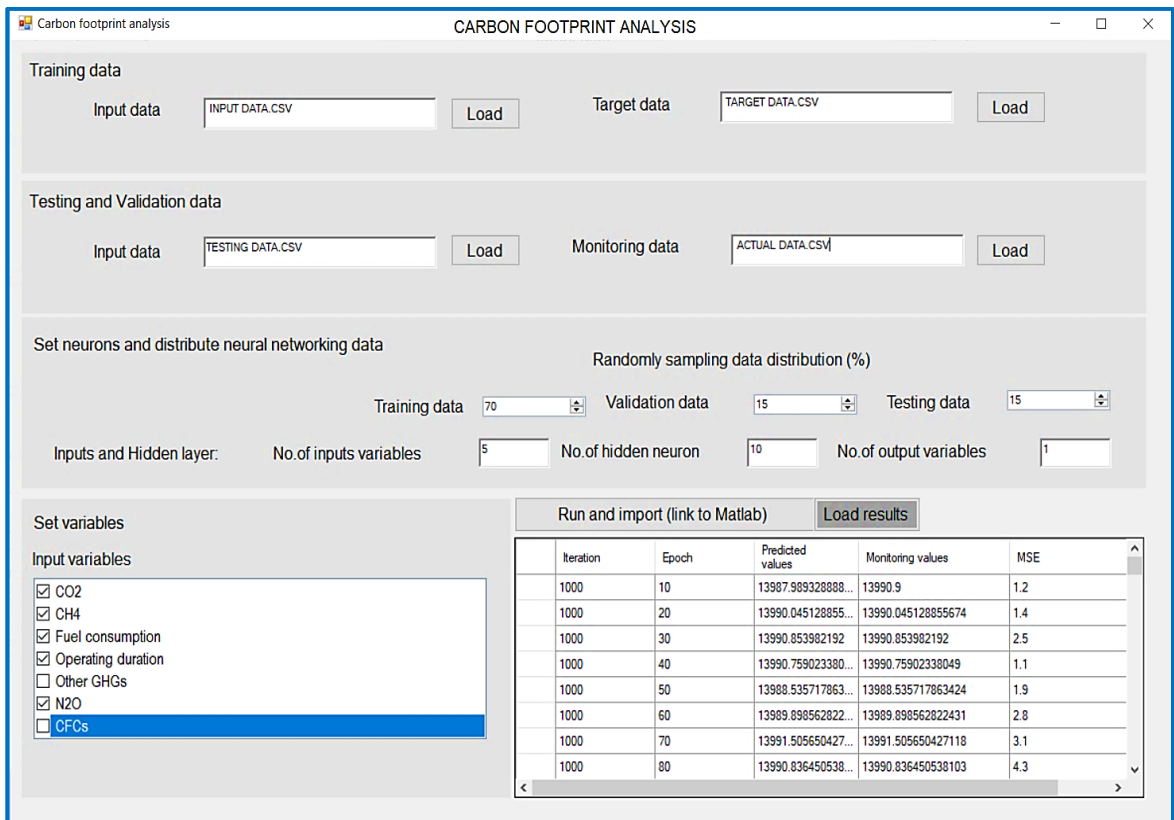 Carbon footprint analysis
CARBON FOOTPRINT ANALYSIS
Training data
Input data INPUT DATA.CSV Load Target data TARGET DATA.CSV Load
Testing and Validation data
Input data TESTING DATA.CSV Load Monitoring data ACTUAL DATA.CSV Load
Set neurons and distribute neural networking data
Randomly sampling data distribution (%)
Training data 70 Validation data 15 Testing data 15
Inputs and Hidden layer: No.of inputs variables 5 No.of hidden neuron 10 No.of output variables 1
Set variables
Input variables
CO2
CH4
Fuel consumption
Operating duration
Other GHGs
N2O
CFCs
Run and import (link to Matlab) Load results
Iteration Epoch Predicted values Monitoring values MSE
1000 10 13987.989328888... 13990.9 1.2
1000 20 13990.045128855... 13990.045128855674 1.4
1000 30 13990.853982192 13990.853982192 2.5
1000 40 13990.759023380... 13990.75902338049 1.1
1000 50 13988.535717863... 13988.535717863424 1.9
1000 60 13989.898562822... 13989.898562822431 2.8
1000 70 13991.505650427... 13991.505650427118 3.1
1000 80 13990.836450538... 13990.836450538103 4.3